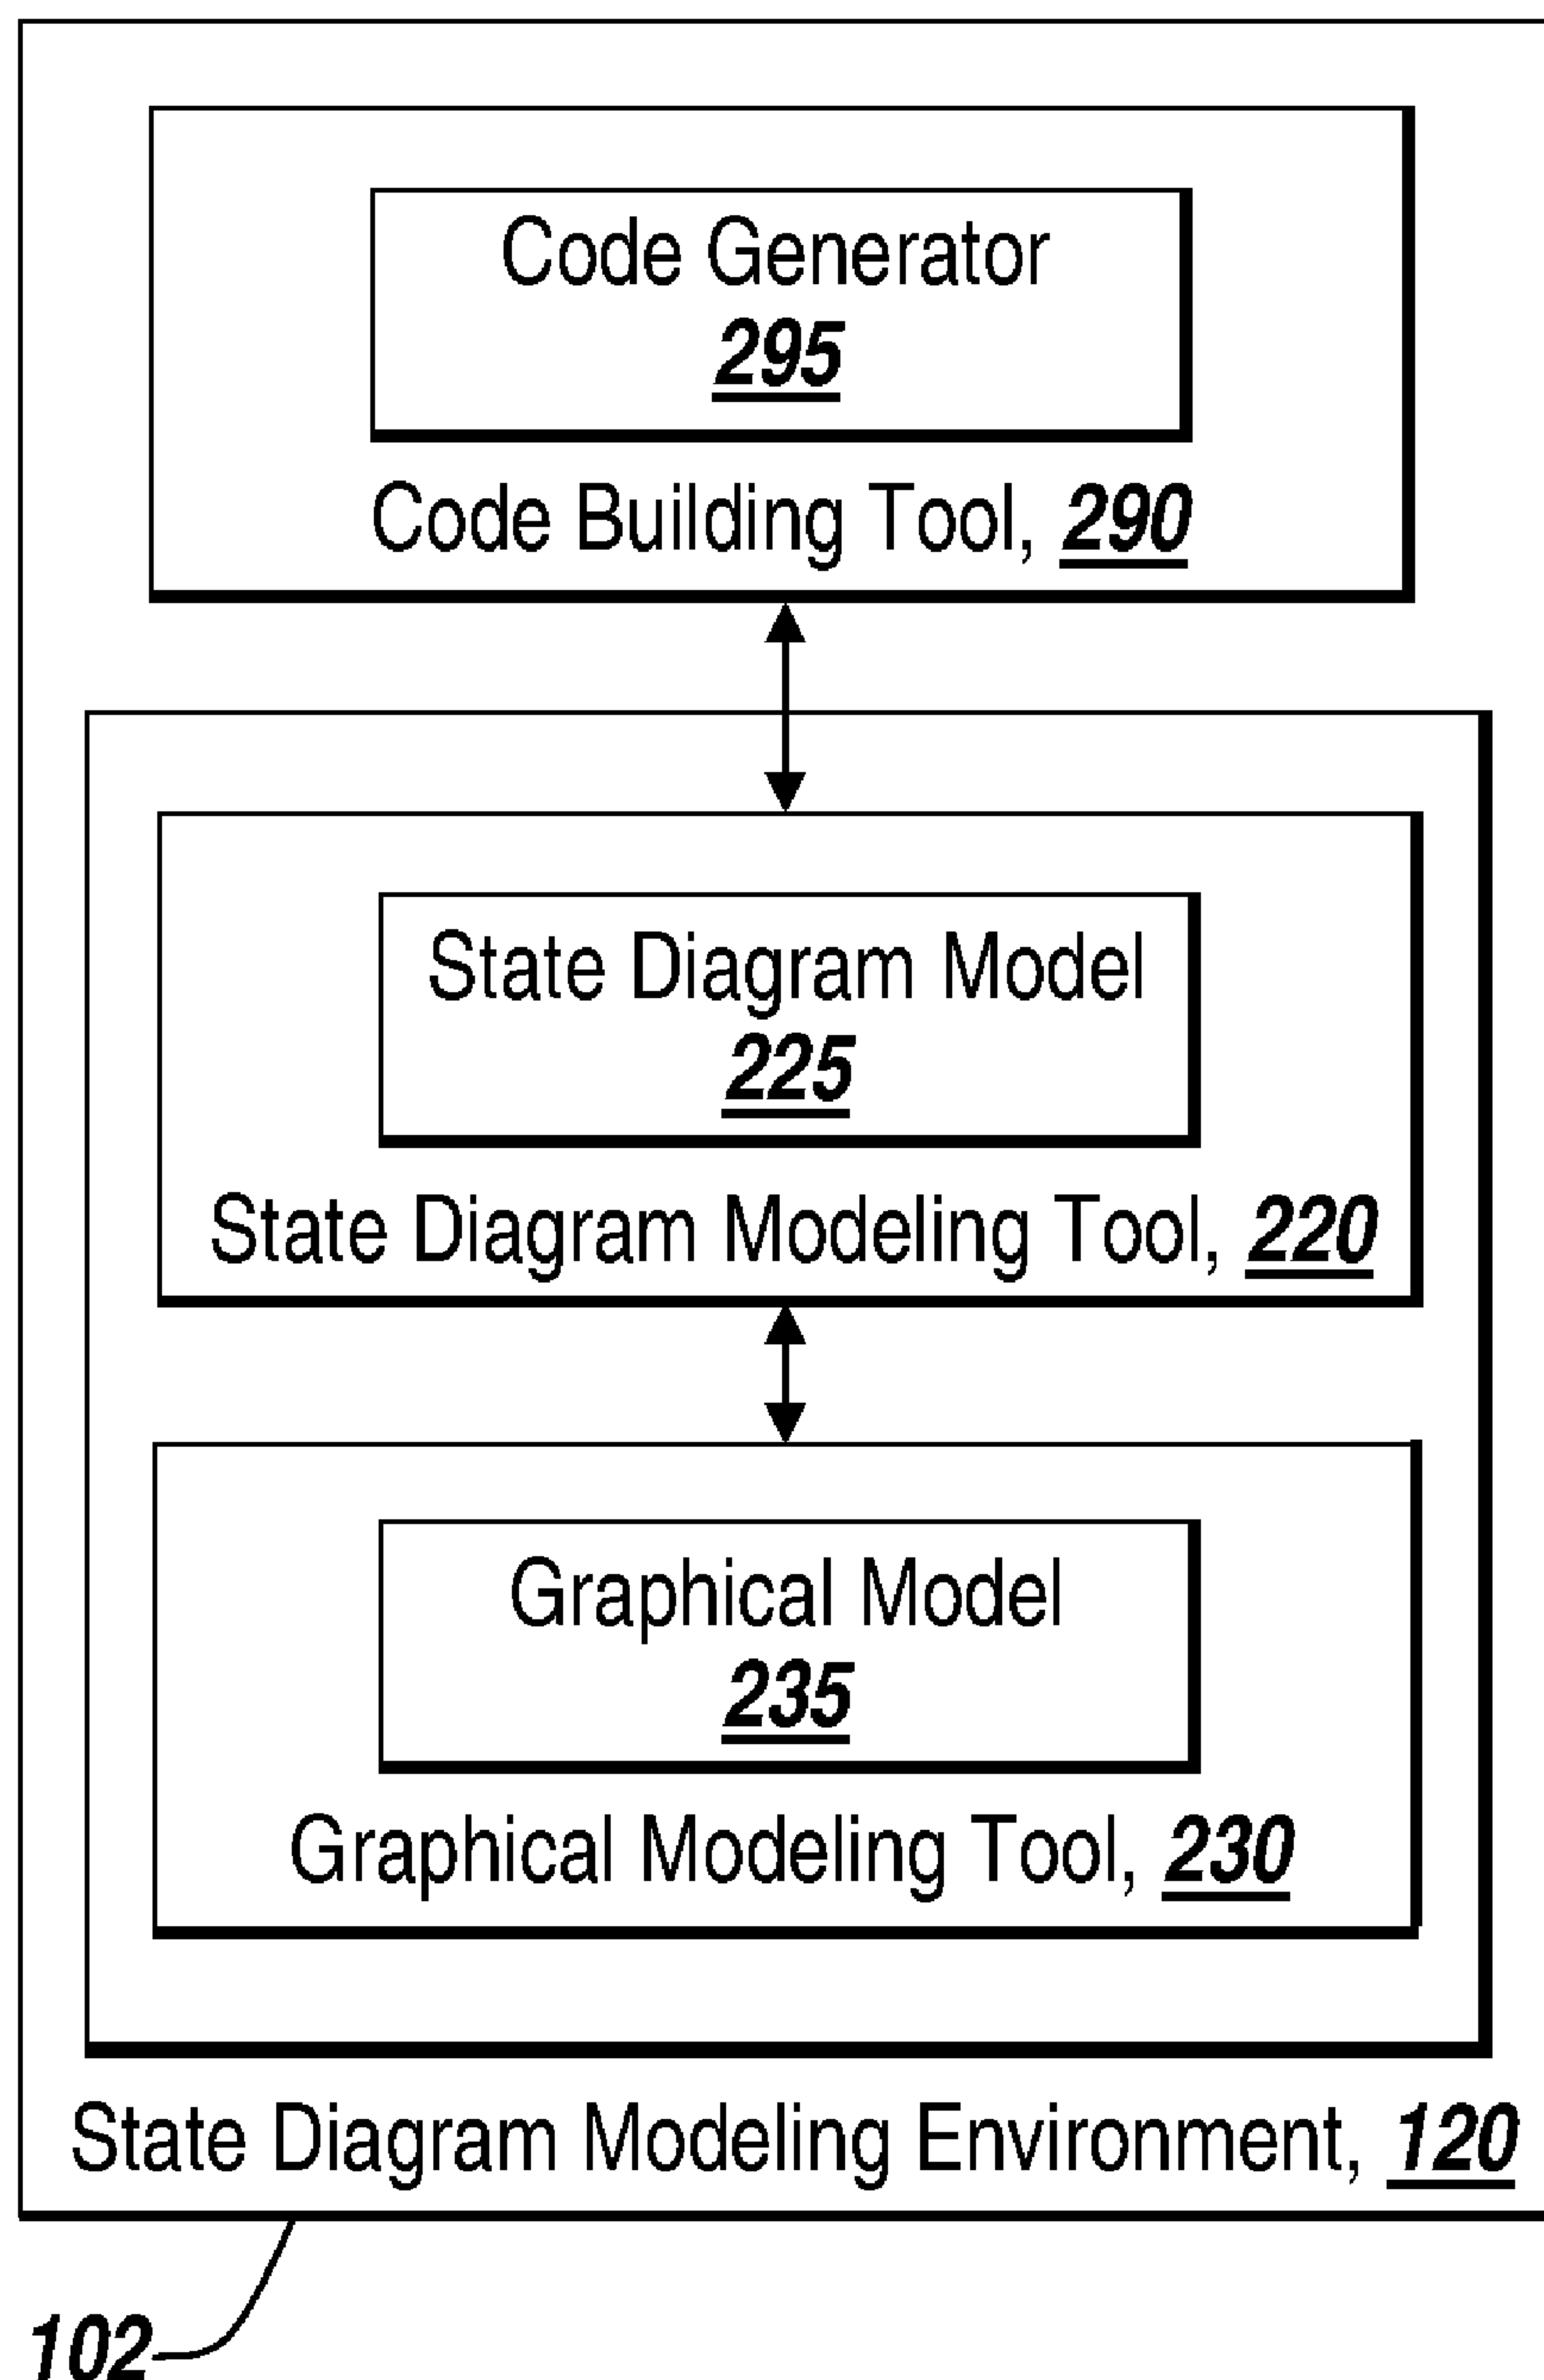 Code Generator
295
Code Building Tool, 290
State Diagram Model
225
State Diagram Modeling Tool, 220
Graphical Model
235
Graphical Modeling Tool, 230
State Diagram Modeling Environment, 120
102